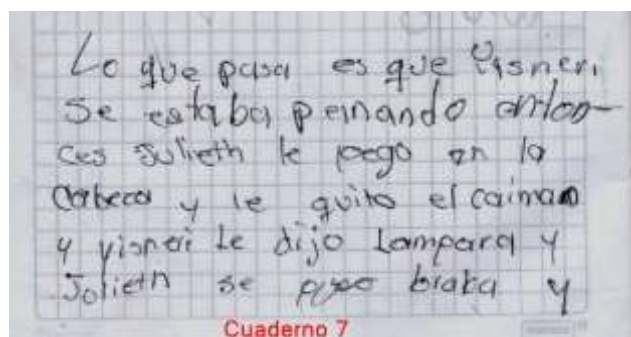 Lo que pasa es que Yisneri
se estaba peinando enton-
ces Julieth le pego en la
cabeza y le quito el caiman
y yisneri le dijo Lampara y
Julieth se puso braba y
Cuaderno 7